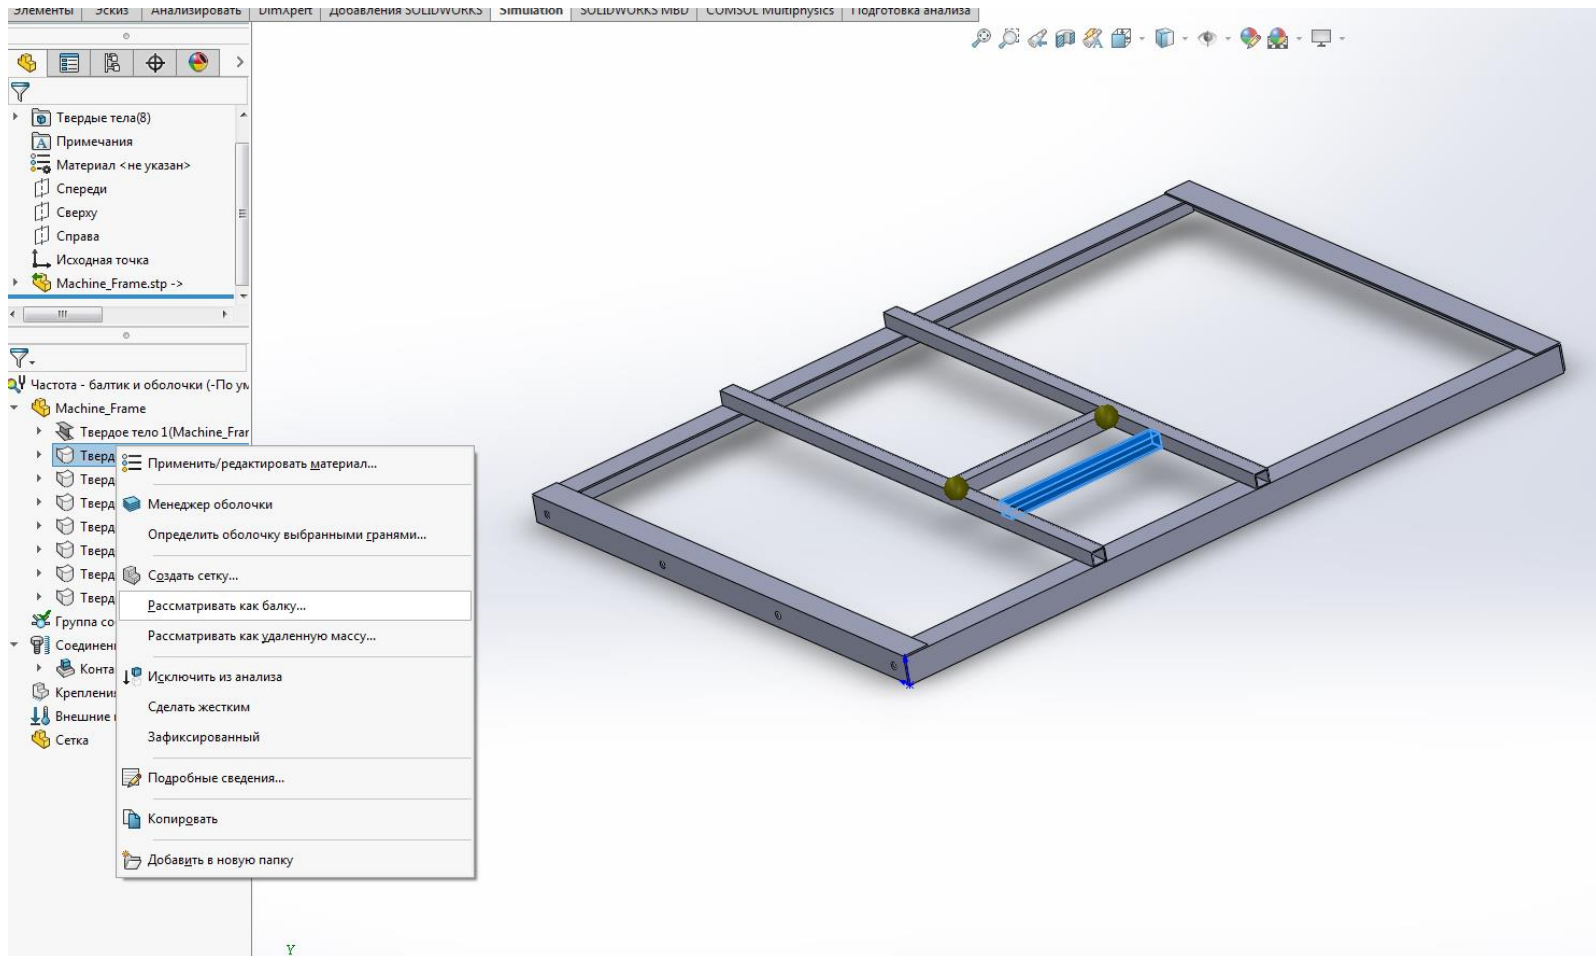 Элементы Эскиз Анализировать DimXpert Добавления SOLIDWORKS Simulation SOLIDWORKS MBD COMSOL Multiphysics Подготовка анализа
Твердые тела(8)
Примечания
Материал <не указан>
Спереди
Сверху
Справа
Исходная точка
Machine_Frame.stp ->
Частота - балтик и оболочки (-По ум
Machine_Frame
Твердое тело 1(Machine_Frar
Тверд
Тверд
Тверд
Тверд
Тверд
Тверд
Тверд
Группа со
Соединен
Конта
Крепления
Внешние
Сетка
Применить/редактировать материал...
Менеджер оболочки
Определить оболочку выбранными гранями...
Создать сетку...
Рассматривать как балку...
Рассматривать как удаленную массу...
Исключить из анализа
Сделать жестким
Зафиксированный
Подробные сведения...
Копировать
Добавить в новую папку
Y